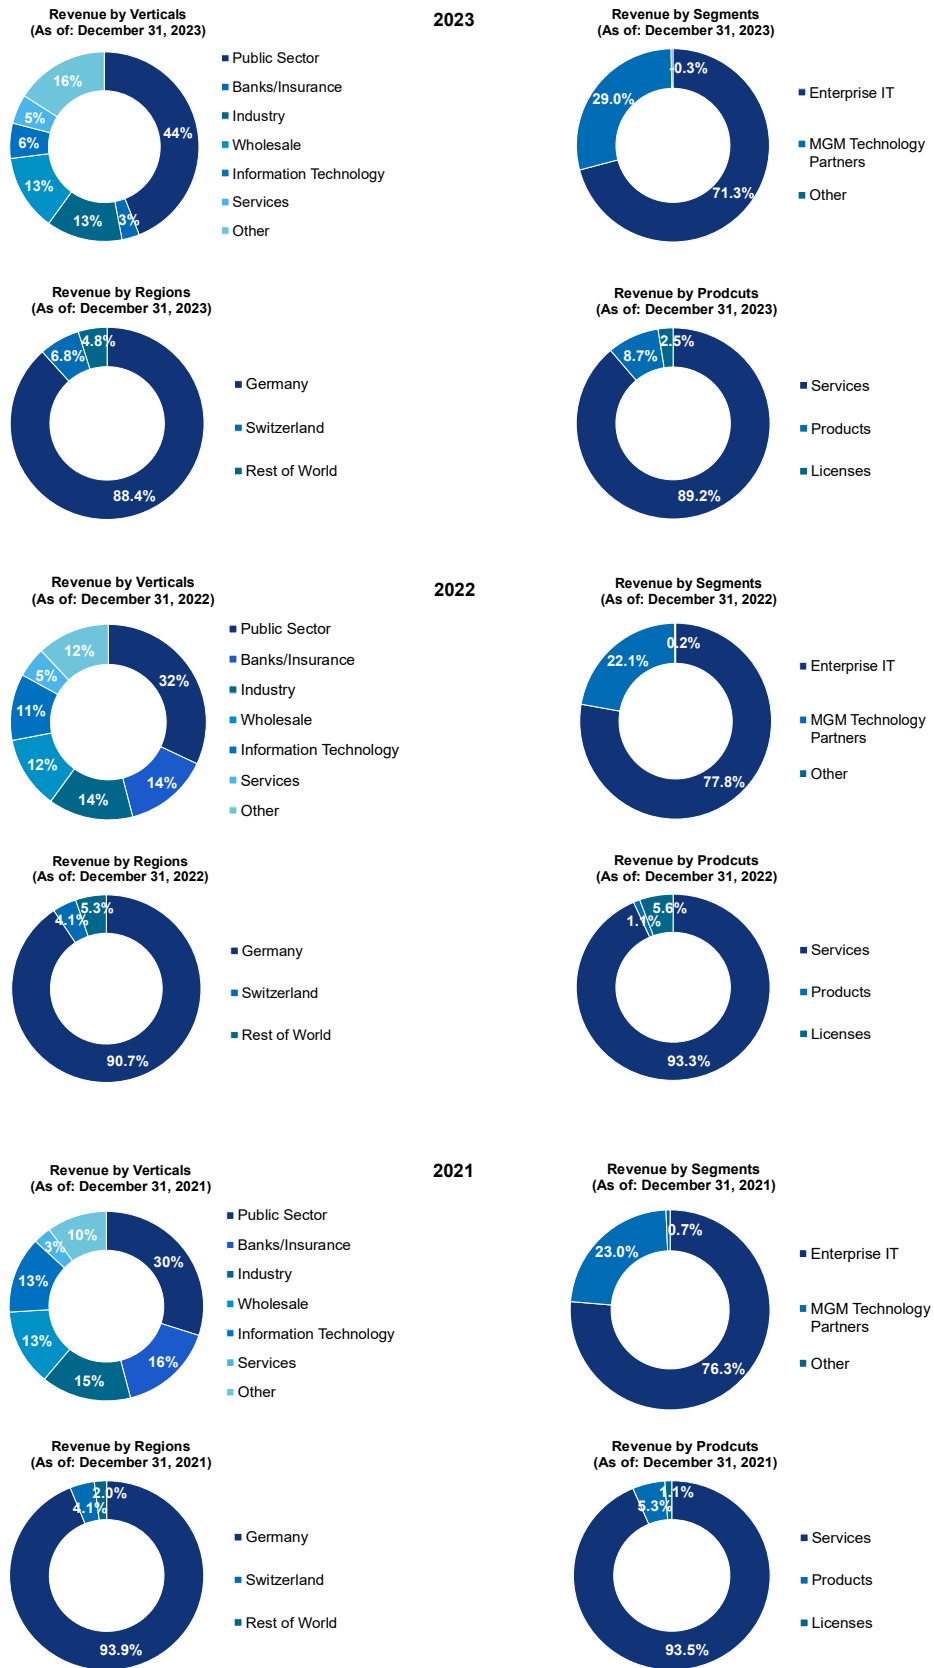 2023
Revenue by Verticals
(As of: December 31, 2023)
16%
44%
5%
6%
13%
13%
3%
Public Sector
Banks/Insurance
Industry
Wholesale
Information Technology
Services
Other
Revenue by Segments
(As of: December 31, 2023)
-0.3%
29.0%
71.3%
Enterprise IT
MGM Technology
Partners
Other
Revenue by Regions
(As of: December 31, 2023)
4.8%
6.8%
88.4%
Germany
Switzerland
Rest of World
Revenue by Prodcuts
(As of: December 31, 2023)
2.5%
8.7%
89.2%
Services
Products
Licenses
2022
Revenue by Verticals
(As of: December 31, 2022)
12%
32%
5%
11%
12%
14%
14%
Public Sector
Banks/Insurance
Industry
Wholesale
Information Technology
Services
Other
Revenue by Segments
(As of: December 31, 2022)
0.2%
22.1%
77.8%
Enterprise IT
MGM Technology
Partners
Other
Revenue by Regions
(As of: December 31, 2022)
5.3%
4.1%
90.7%
Germany
Switzerland
Rest of World
Revenue by Prodcuts
(As of: December 31, 2022)
5.6%
1.1%
93.3%
Services
Products
Licenses
2021
Revenue by Verticals
(As of: December 31, 2021)
10%
3%
30%
13%
13%
16%
15%
Public Sector
Banks/Insurance
Industry
Wholesale
Information Technology
Services
Other
Revenue by Segments
(As of: December 31, 2021)
0.7%
23.0%
76.3%
Enterprise IT
MGM Technology
Partners
Other
Revenue by Regions
(As of: December 31, 2021)
2.0%
4.1%
93.9%
Germany
Switzerland
Rest of World
Revenue by Prodcuts
(As of: December 31, 2021)
1.1%
5.3%
93.5%
Services
Products
Licenses